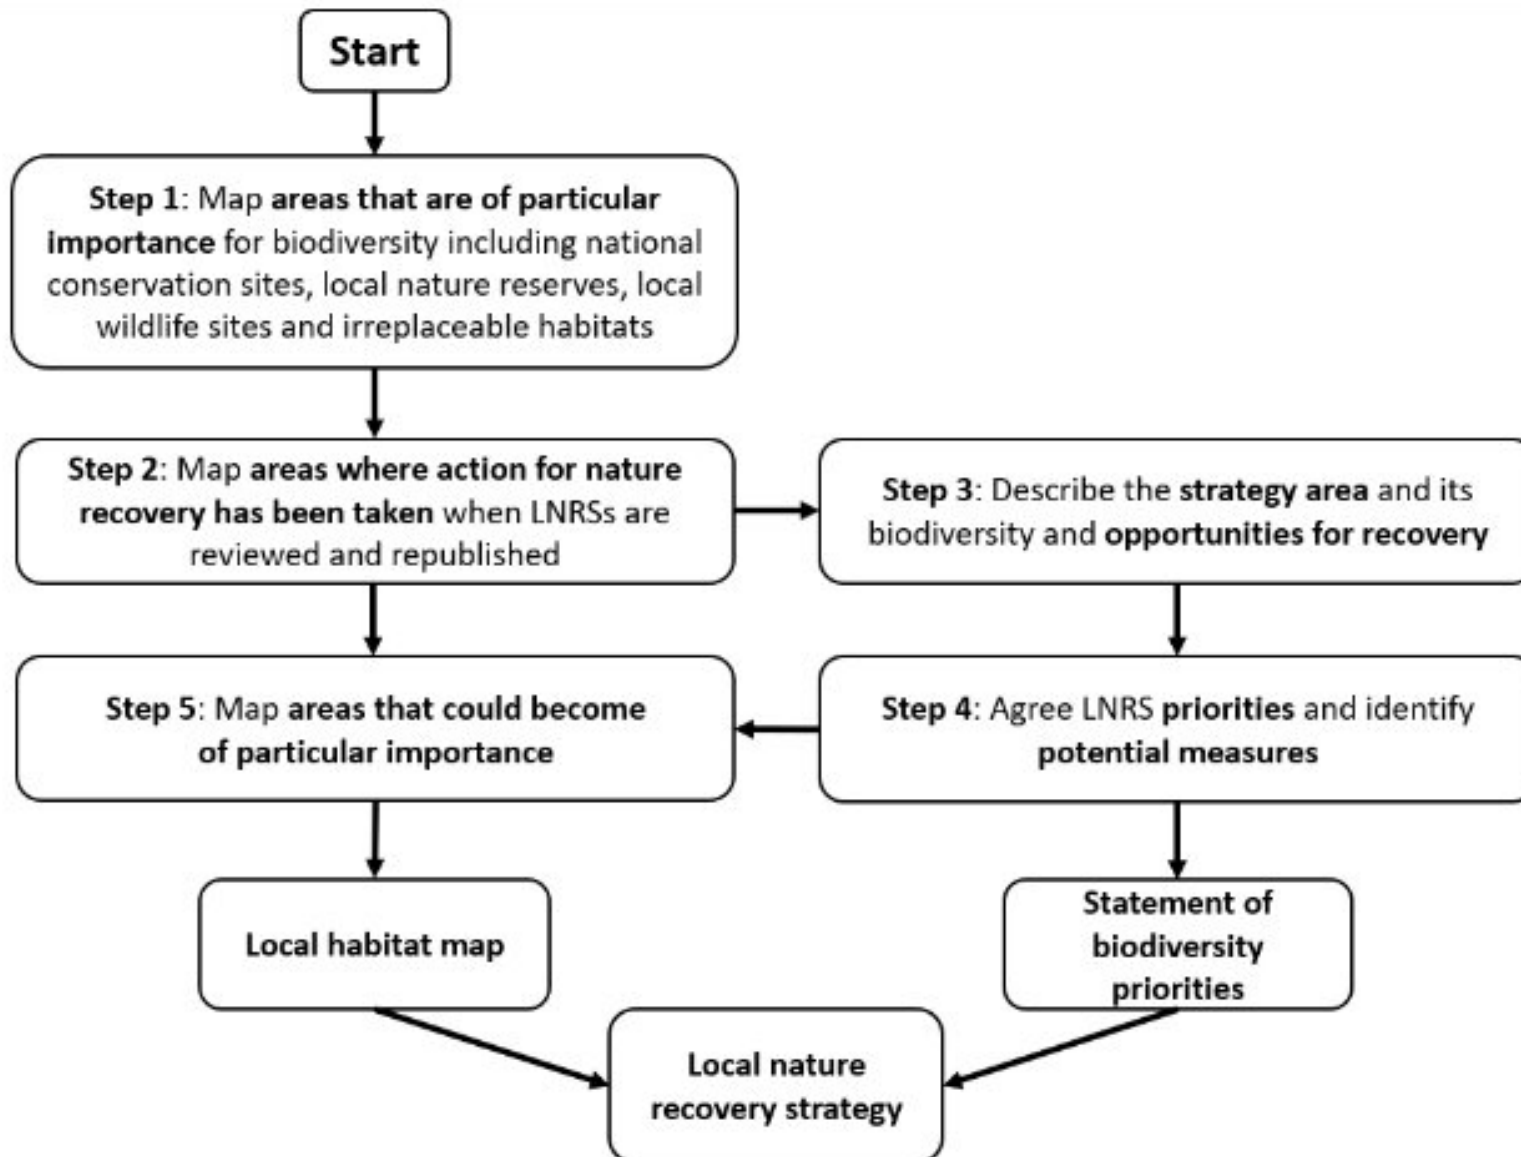 Start
Step 1: Map areas that are of particular
importance for biodiversity including national
conservation sites, local nature reserves, local
wildlife sites and irreplaceable habitats
Step 2: Map areas where action for nature
recovery has been taken when LNRSs are
reviewed and republished
Step 3: Describe the strategy area and its
biodiversity and opportunities for recovery
Step 4: Agree LNRS priorities and identify
potential measures
Step 5: Map areas that could become
of particular importance
Local habitat map
Statement of
biodiversity
priorities
Local nature
recovery strategy